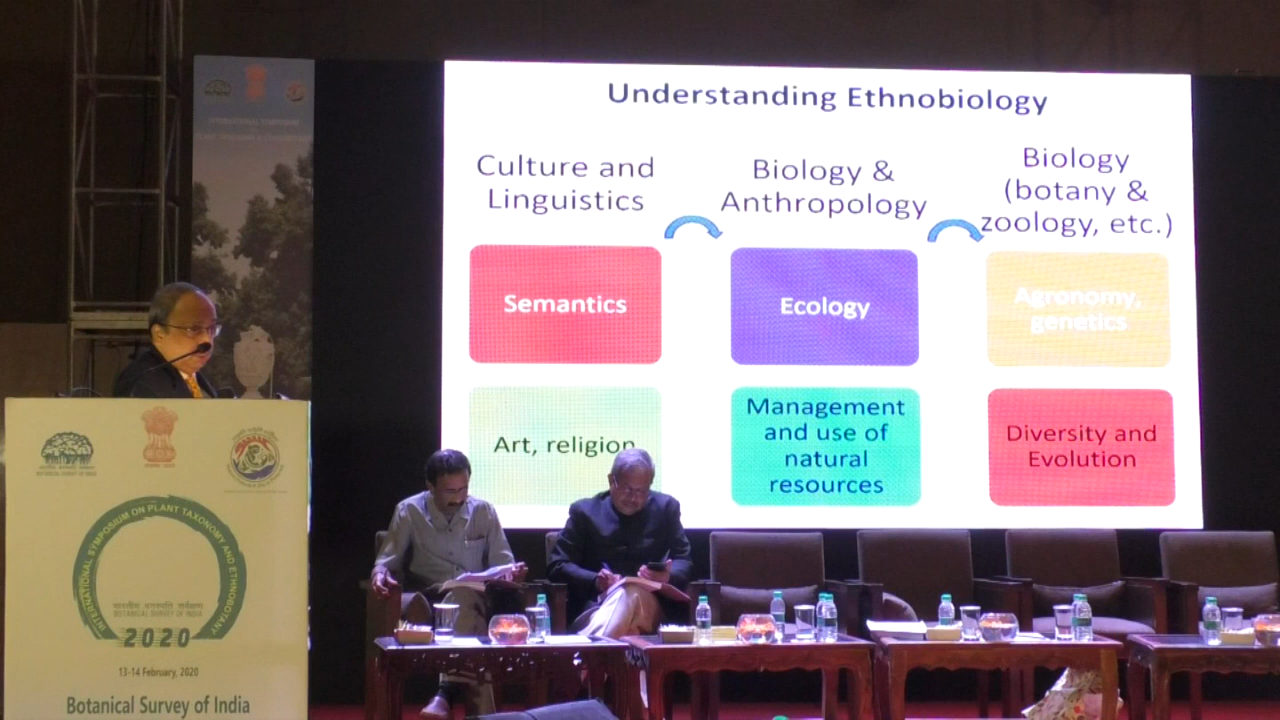 Understanding Ethnobiology
Culture and
Linguistics
Biology &
Anthropology
Biology
(botany &
zoology, etc.)
Semantics
Ecology
Agronomy,
genetics
Art, religion
Management
and use of
natural
resources
Diversity and
Evolution
INTERNATIONAL SYMPOSIUM ON PLANT TAXONOMY AND ETHNOBOTANY
भारतीय वनस्पति सर्वेक्षण
BOTANICAL SURVEY OF INDIA
2020
13-14 February, 2020
Botanical Survey of India